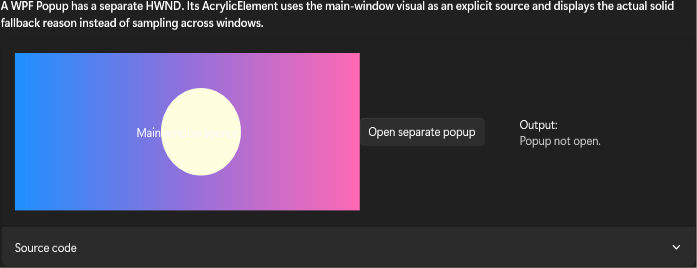 A WPF Popup has a separate HWND. Its AcrylicElement uses the main-window visual as an explicit source and displays the actual solid
fallback reason instead of sampling across windows.
Main
Open separate popup
Output:
Popup not open.
Source code